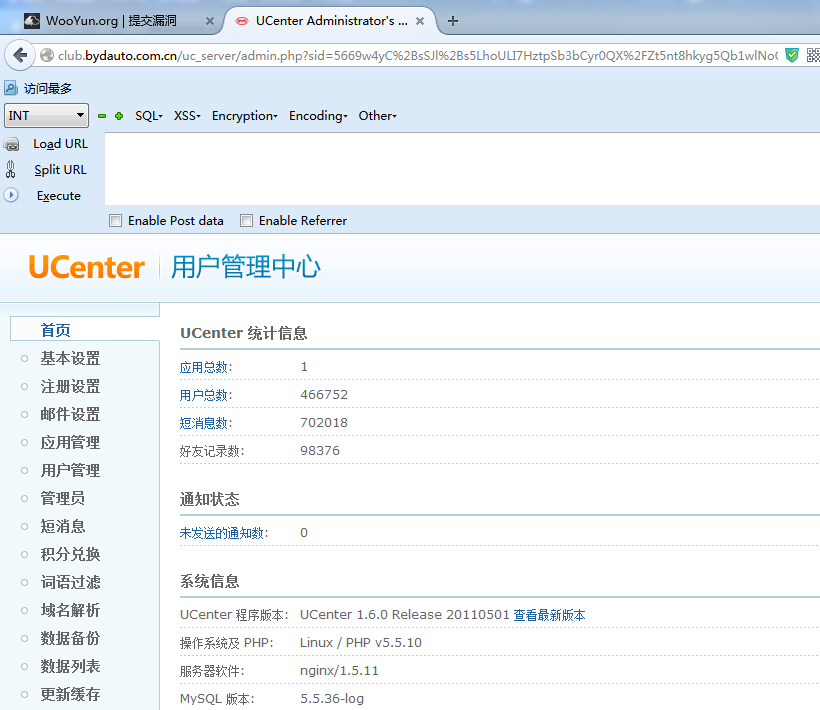 WooYun.org | 提交漏洞
UCenter Administrator's ...
club.bydauto.com.cn/uc_server/admin.php?sid=5669w4yC%2BsSJl%2Bs5LhoULI7HztpSb3bCyr0QX%2FZt5nt8hkyg5Qb1wlNo
访问最多
INT SQL XSS Encryption Encoding Other
Load URL
Split URL
Execute
Enable Post data Enable Referrer
UCenter 用户管理中心
首页
基本设置
注册设置
邮件设置
应用管理
用户管理
管理员
短消息
积分兑换
词语过滤
域名解析
数据备份
数据列表
更新缓存
UCenter 统计信息
应用总数: 1
用户总数: 466752
短消息数: 702018
好友记录数: 98376
通知状态
未发送的通知数: 0
系统信息
UCenter 程序版本: UCenter 1.6.0 Release 20110501 查看最新版本
操作系统及 PHP: Linux / PHP v5.5.10
服务器软件: nginx/1.5.11
MySQL 版本: 5.5.36-log